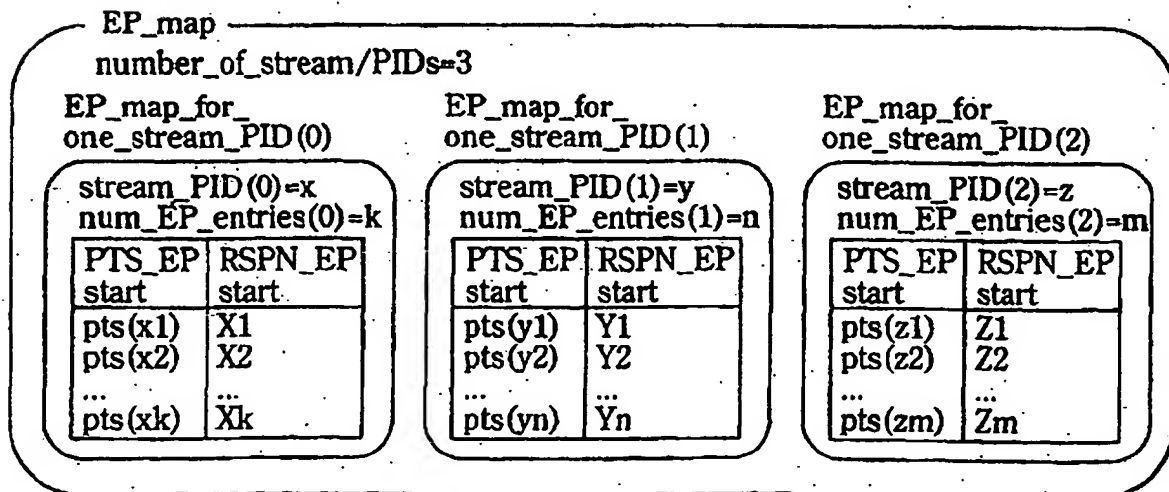 EP_map
number_of_stream/PIDs=3
EP_map_for_
one_stream_PID(0)
stream_PID(0)=x
num_EP_entries(0)=k
PTS_EP RSPN_EP
start start
pts(x1) X1
pts(x2) X2
... ...
pts(xk) Xk
EP_map_for_
one_stream_PID(1)
stream_PID(1)=y
num_EP_entries(1)=n
PTS_EP RSPN_EP
start start
pts(y1) Y1
pts(y2) Y2
... ...
pts(yn) Yn
EP_map_for_
one_stream_PID(2)
stream_PID(2)=z
num_EP_entries(2)=m
PTS_EP RSPN_EP
start start
pts(z1) Z1
pts(z2) Z2
... ...
pts(zm) Zm